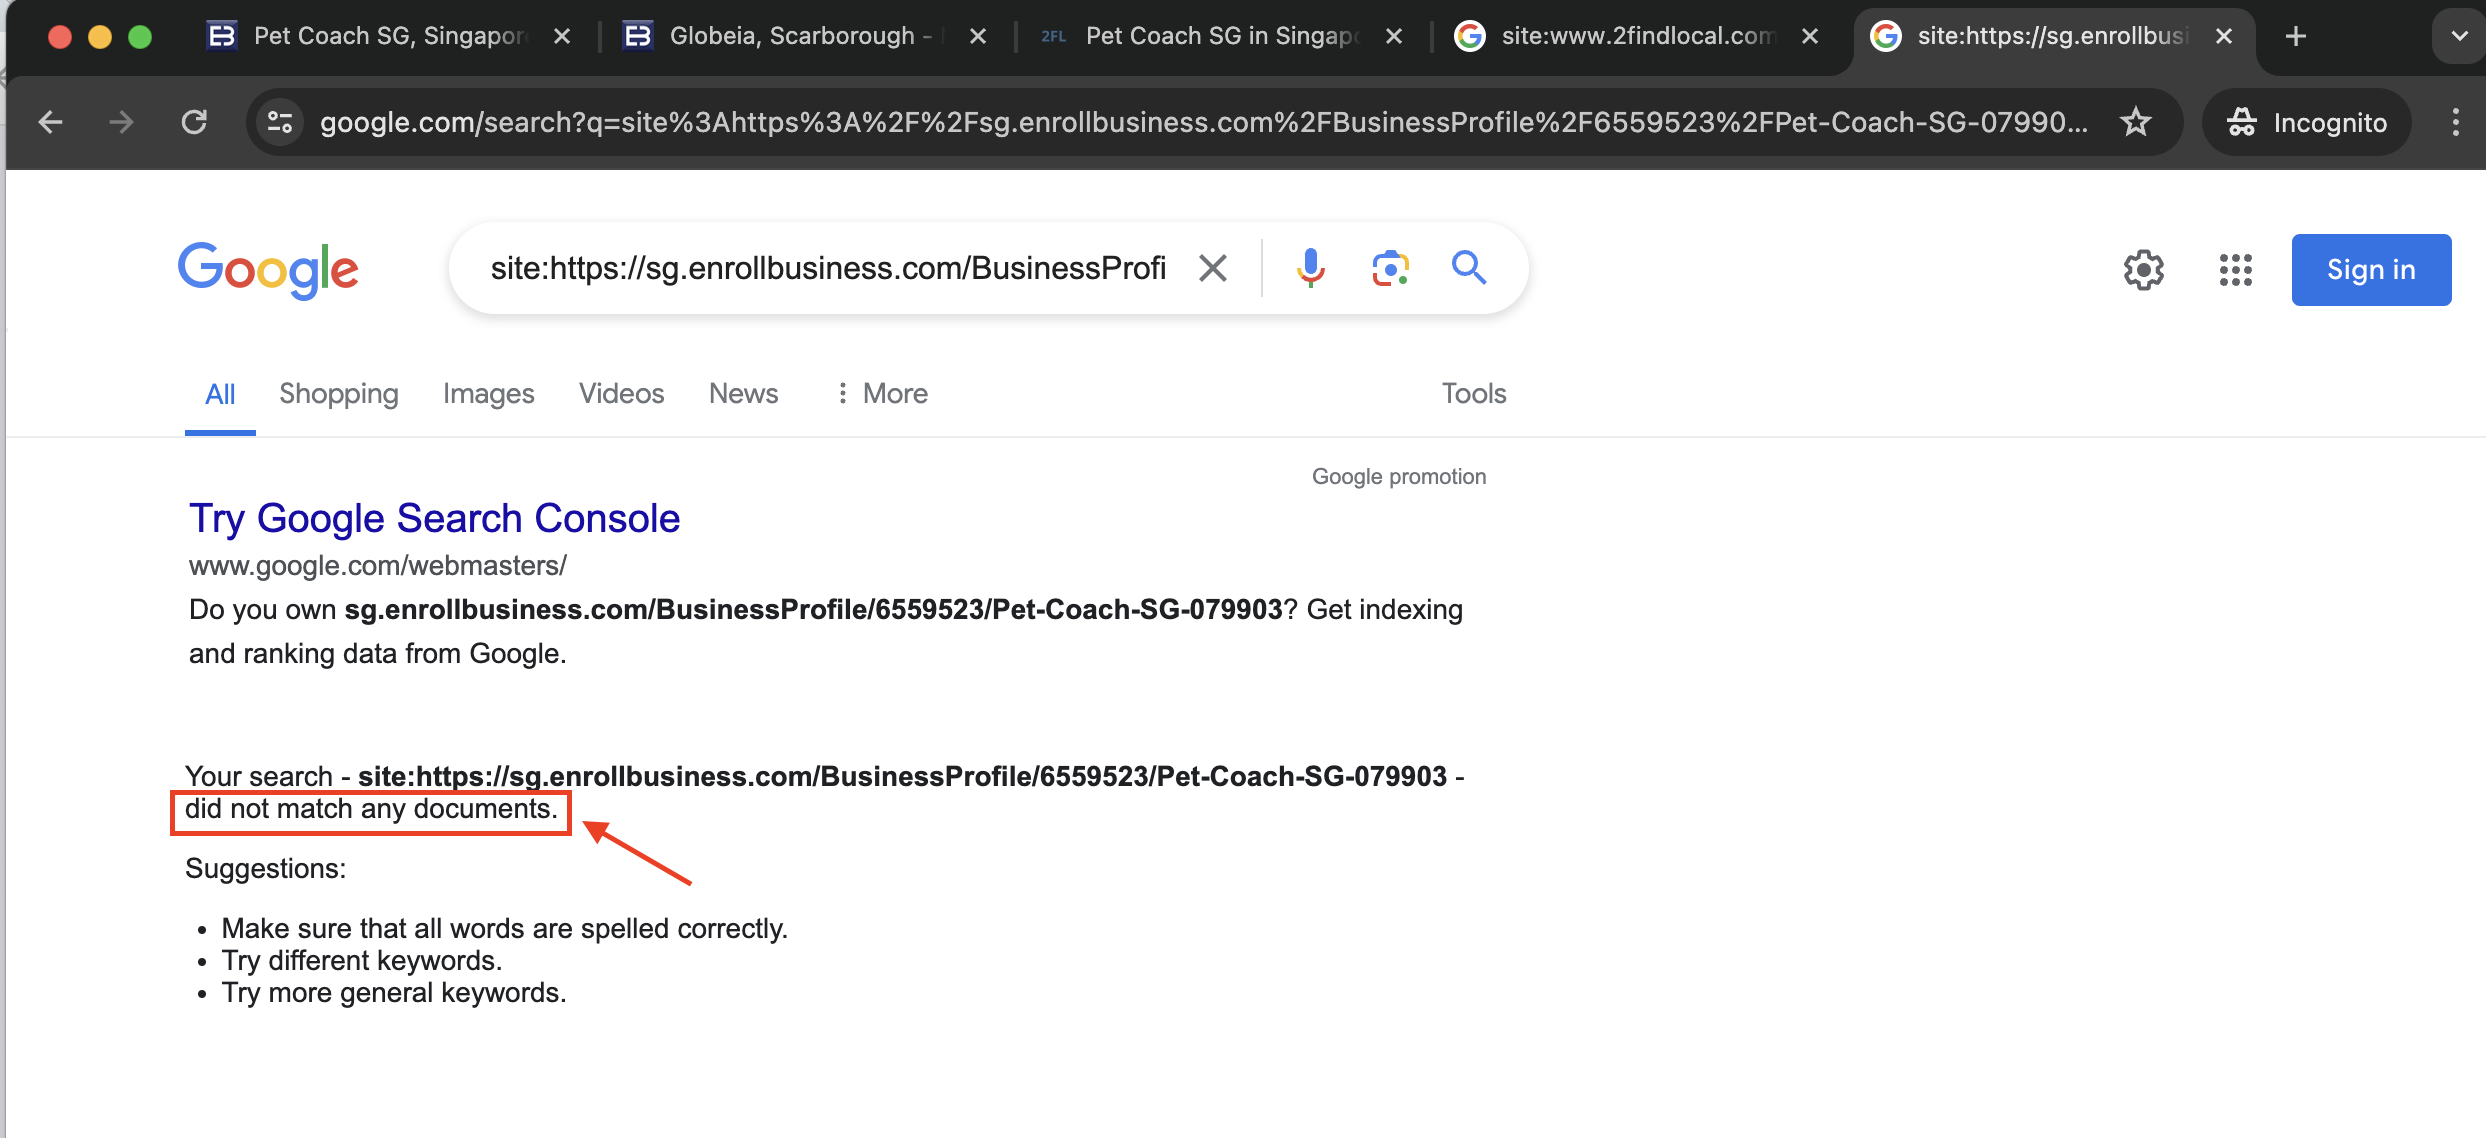 Pet Coach SG, Singapor
Globeia, Scarborough -
2FL Pet Coach SG in Singapo
site:www.2findlocal.com
site:https://sg.enrollbusi
google.com/search?q=site%3Ahttps%3A%2F%2Fsg.enrollbusiness.com%2FBusinessProfile%2F6559523%2FPet-Coach-SG-07990...
Incognito
Google
site:https://sg.enrollbusiness.com/BusinessProfi
Sign in
All
Shopping
Images
Videos
News
More
Tools
Google promotion
Try Google Search Console
www.google.com/webmasters/
Do you own sg.enrollbusiness.com/BusinessProfile/6559523/Pet-Coach-SG-079903? Get indexing
and ranking data from Google.
Your search - site:https://sg.enrollbusiness.com/BusinessProfile/6559523/Pet-Coach-SG-079903 -
did not match any documents.
Suggestions:
• Make sure that all words are spelled correctly.
• Try different keywords.
• Try more general keywords.